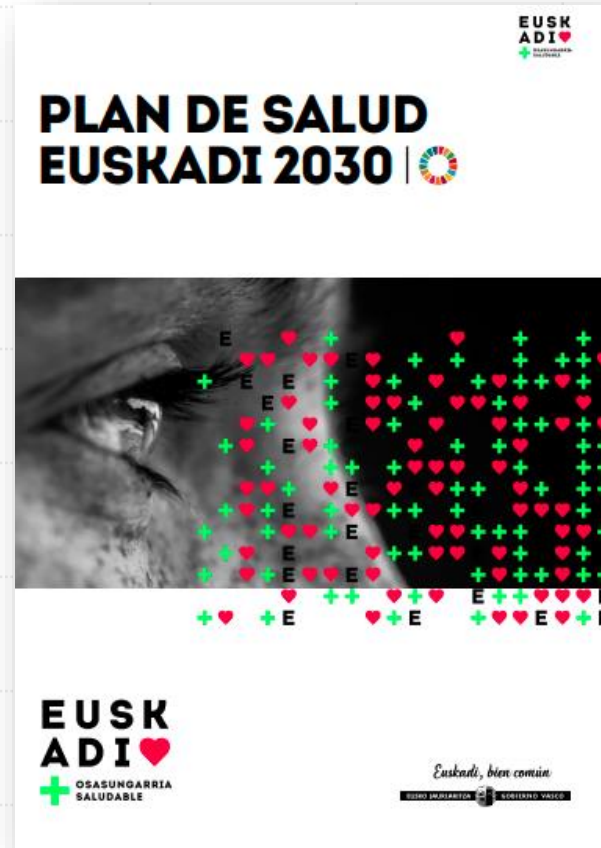 EUSK
ADI
OSASUNGARRIA
SALUDABLE
PLAN DE SALUD
EUSKADI 2030
E
E
E E
E
E
E
E
E
E
E
E E
E
E E E
E
EUSK
ADI
OSASUNGARRIA
SALUDABLE
Euskadi, bien común
EUSKO JAURLARITZA GOBIERNO VASCO